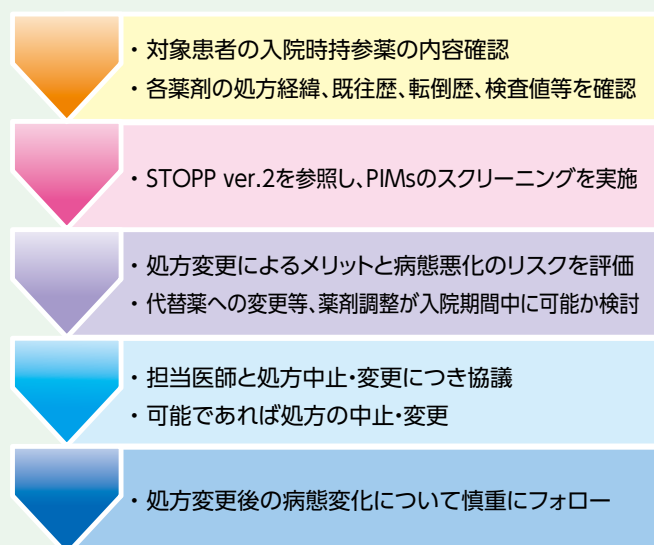 ・対象患者の入院時持参薬の内容確認
・各薬剤の処方経緯、既往歴、転倒歴、検査値等を確認
・STOPP ver.2を参照し、PIMsのスクリーニングを実施
・処方変更によるメリットと病態悪化のリスクを評価
・代替薬への変更等、薬剤調整が入院期間中に可能か検討
・担当医師と処方中止・変更につき協議
・可能であれば処方の中止・変更
・処方変更後の病態変化について慎重にフォロー